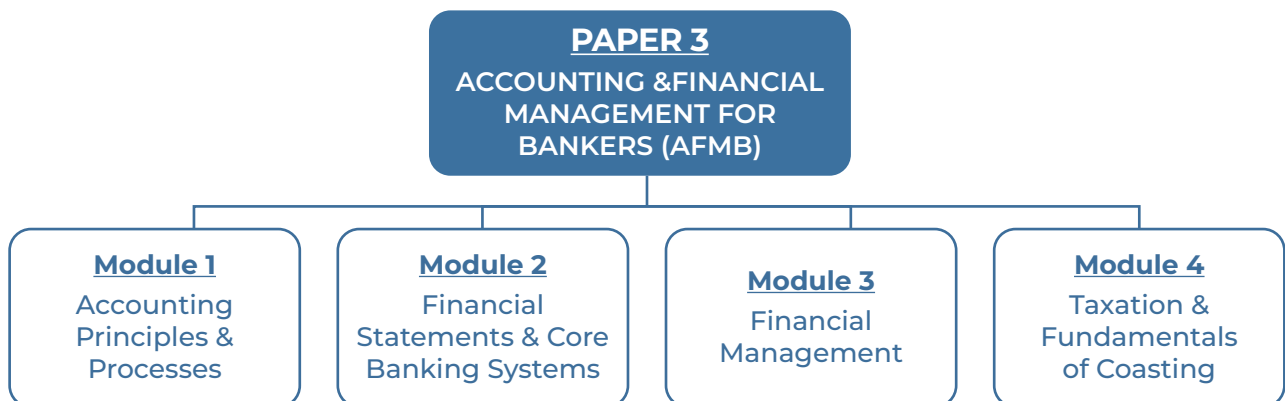 PAPER 3
ACCOUNTING &FINANCIAL
MANAGEMENT FOR
BANKERS (AFMB)
Module 1
Accounting
Principles &
Processes
Module 2
Financial
Statements & Core
Banking Systems
Module 3
Financial
Management
Module 4
Taxation &
Fundamentals
of Coasting